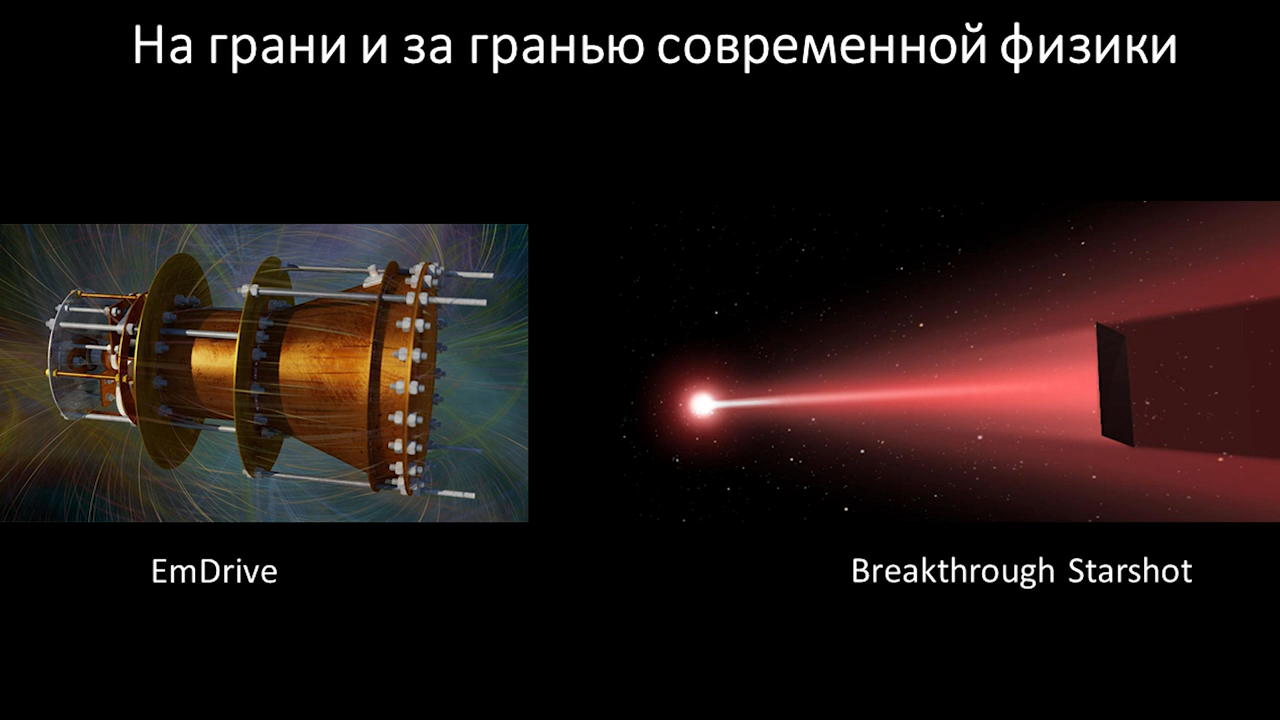 На грани и за гранью современной физики
EmDrive
Breakthrough Starshot